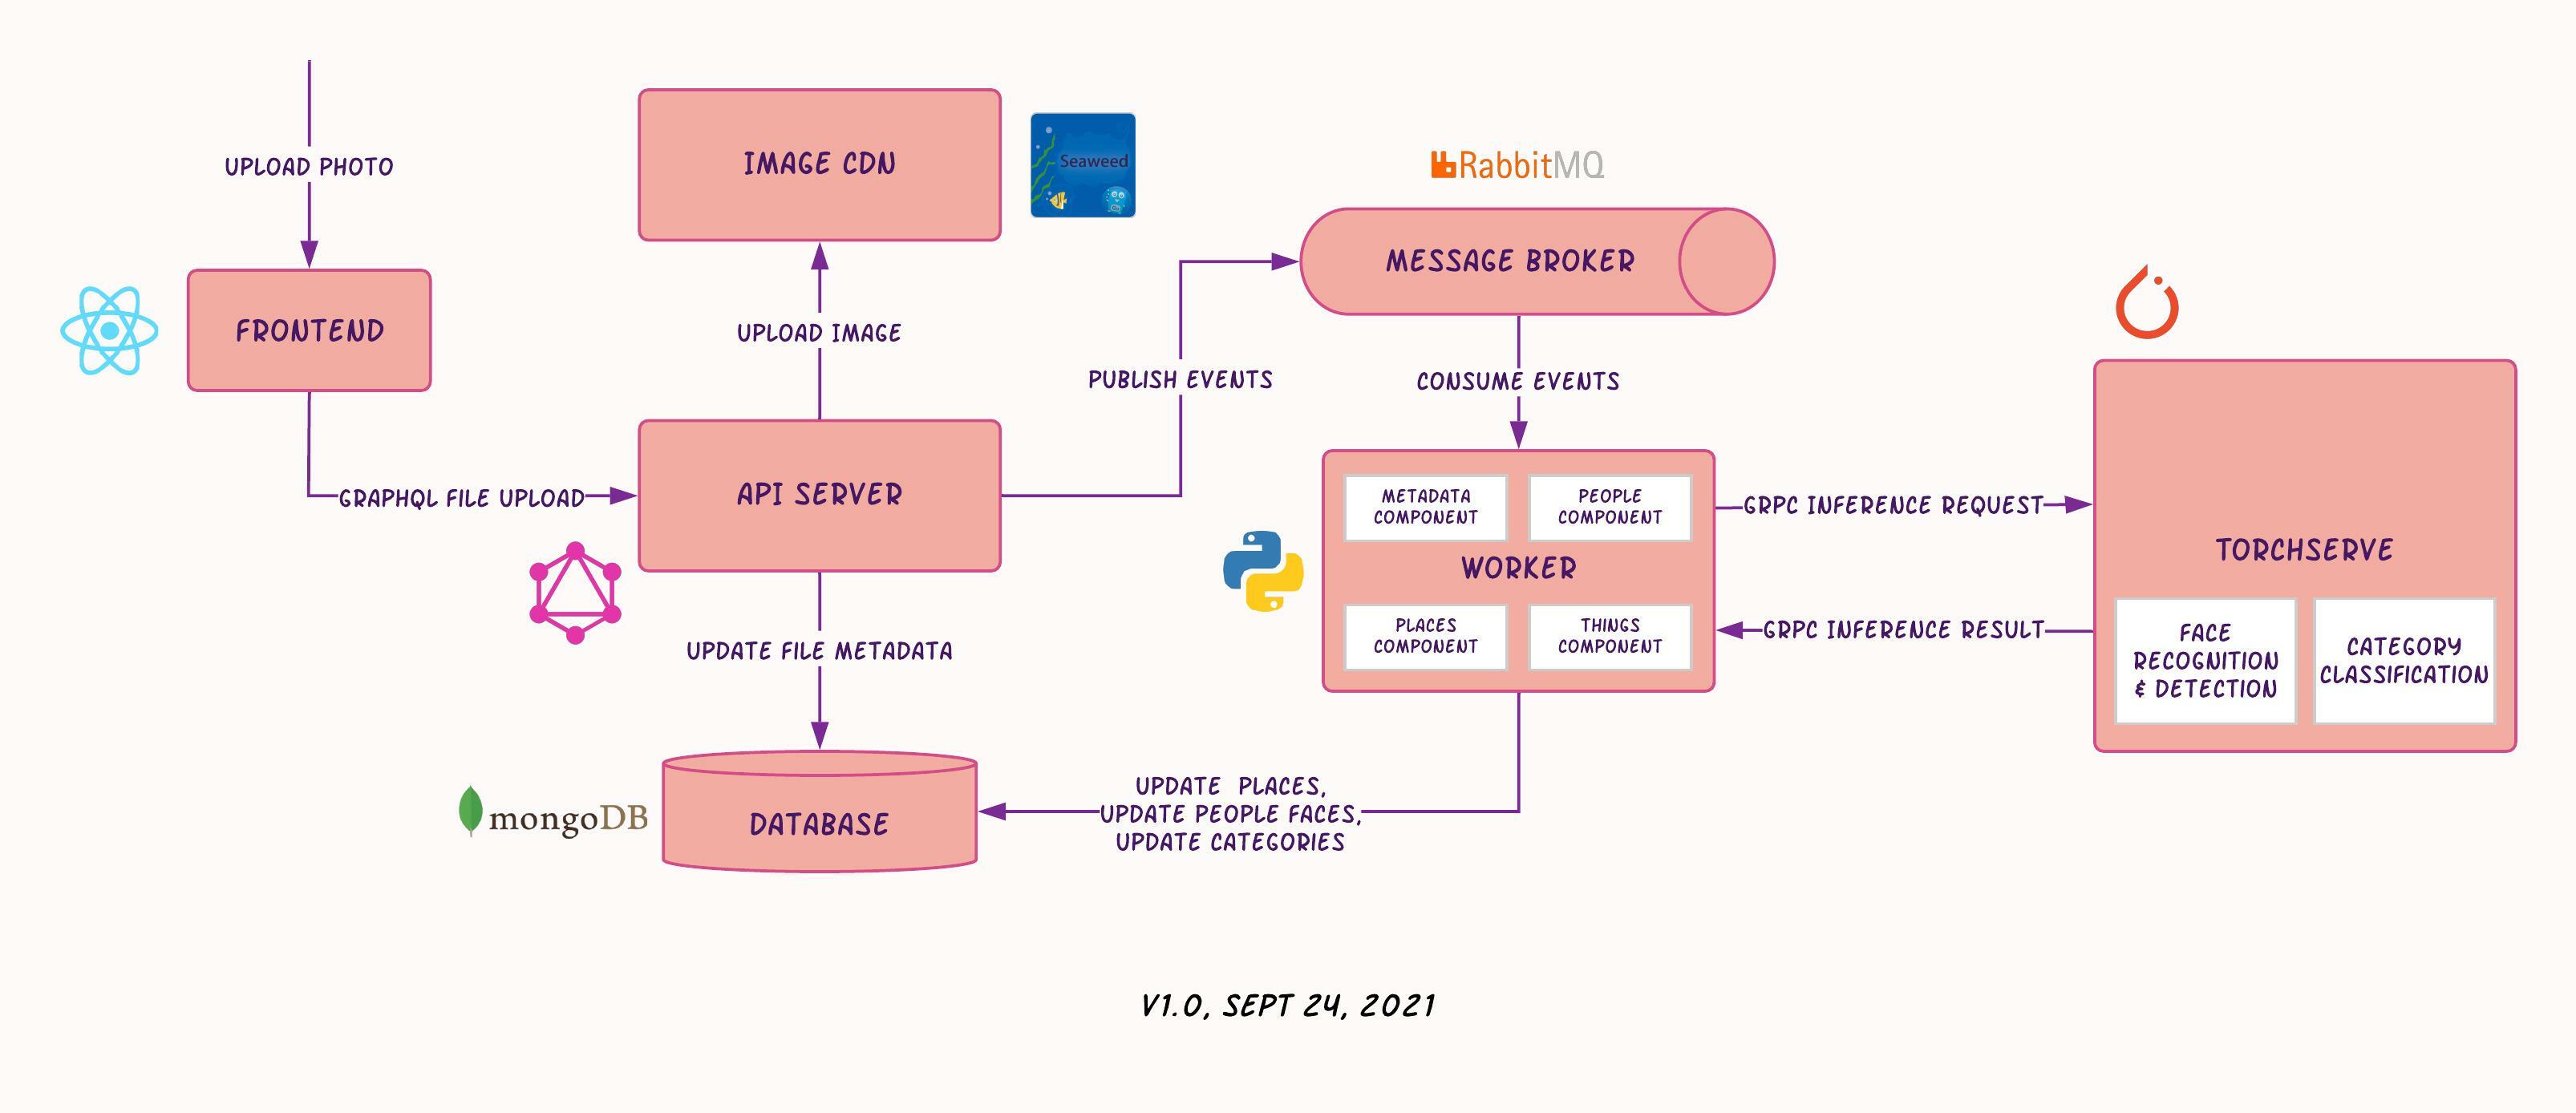 UPLOAD PHOTO
FRONTEND
GRAPHQL FILE UPLOAD
IMAGE CDN
Seaweed
UPLOAD IMAGE
API SERVER
UPDATE FILE METADATA
mongoDB
DATABASE
PUBLISH EVENTS
RabbitMQ
MESSAGE BROKER
CONSUME EVENTS
METADATA
COMPONENT
PEOPLE
COMPONENT
WORKER
PLACES
COMPONENT
THINGS
COMPONENT
GRPC INFERENCE REQUEST
GRPC INFERENCE RESULT
TORCHSERVE
FACE
RECOGNITION
& DETECTION
CATEGORY
CLASSIFICATION
UPDATE PLACES,
UPDATE PEOPLE FACES,
UPDATE CATEGORIES
V1.0, SEPT 24, 2021